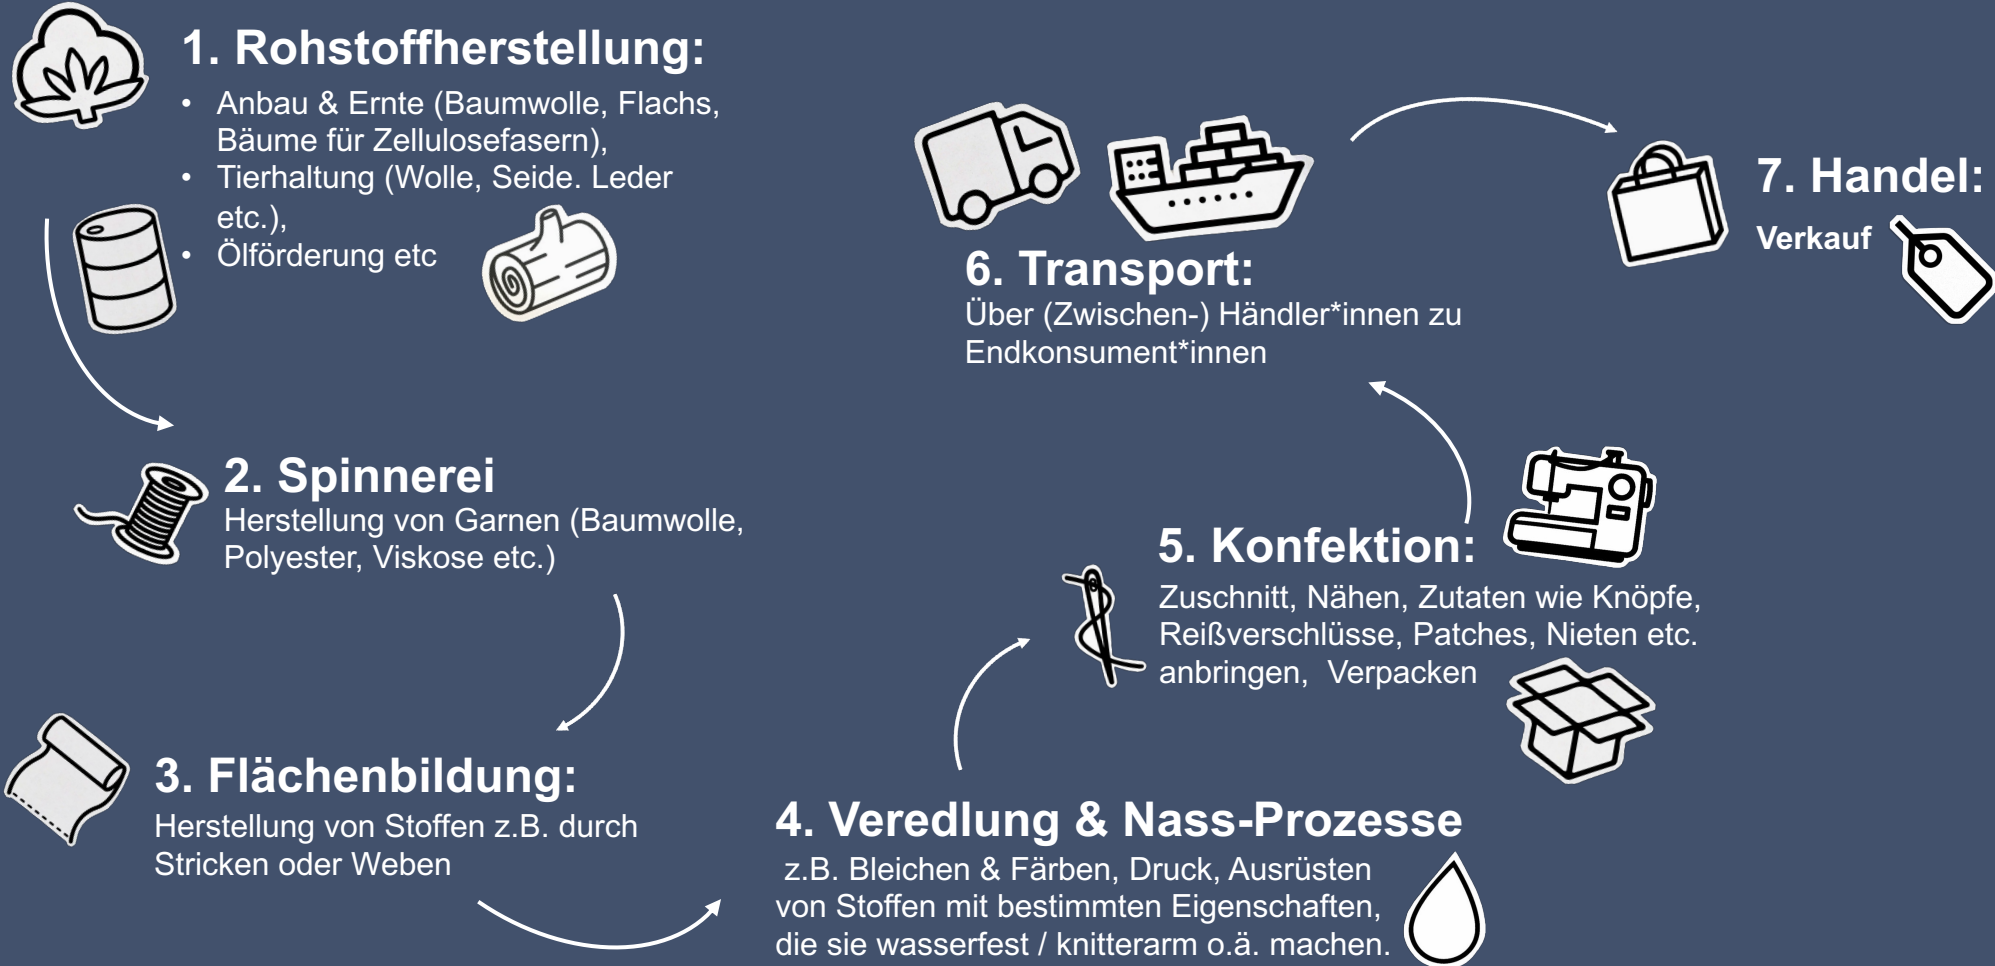 1. Rohstoffherstellung:
• Anbau & Ernte (Baumwolle, Flachs,
Bäume für Zellulosefasern),
• Tierhaltung (Wolle, Seide. Leder
etc.),
• Ölförderung etc
2. Spinnerei
Herstellung von Garnen (Baumwolle,
Polyester, Viskose etc.)
3. Flächenbildung:
Herstellung von Stoffen z.B. durch
Stricken oder Weben
4. Veredlung & Nass-Prozesse
z.B. Bleichen & Färben, Druck, Ausrüsten
von Stoffen mit bestimmten Eigenschaften,
die sie wasserfest / knitterarm o.ä. machen.
5. Konfektion:
Zuschnitt, Nähen, Zutaten wie Knöpfe,
Reißverschlüsse, Patches, Nieten etc.
anbringen,  Verpacken
6. Transport:
Über (Zwischen-) Händler*innen zu
Endkonsument*innen
7. Handel:
Verkauf